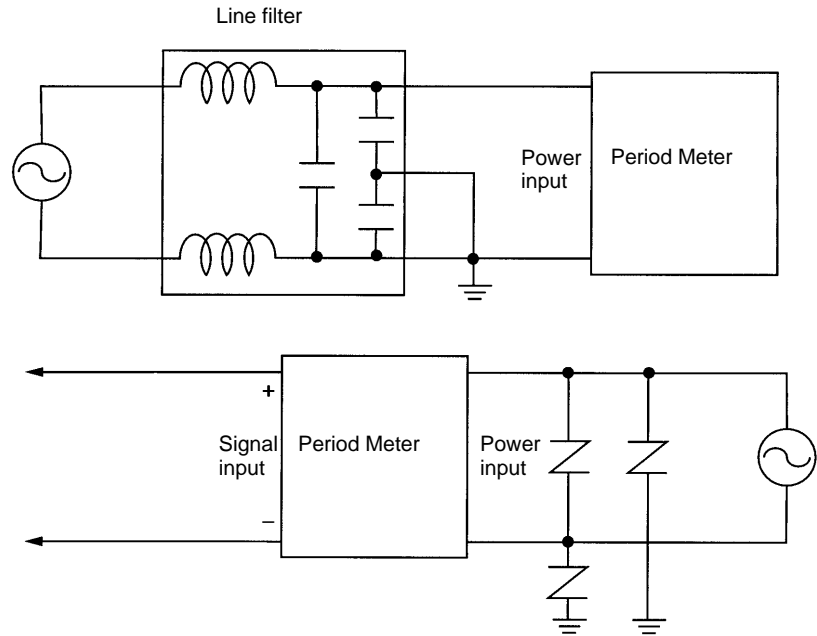 Line filter
Power
input
Period Meter
+
Signal
input
Period Meter
Power
input
–